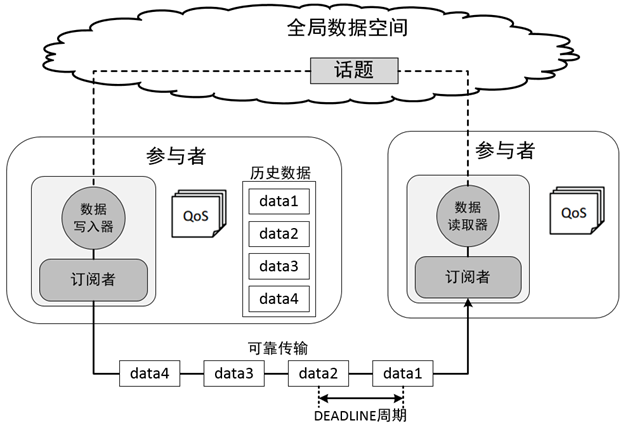 全局数据空间
话题
参与者
数据
写入器
订阅者
QoS
历史数据
data1
data2
data3
data4
参与者
数据
读取器
订阅者
QoS
可靠传输
data4
data3
data2
data1
DEADLINE周期